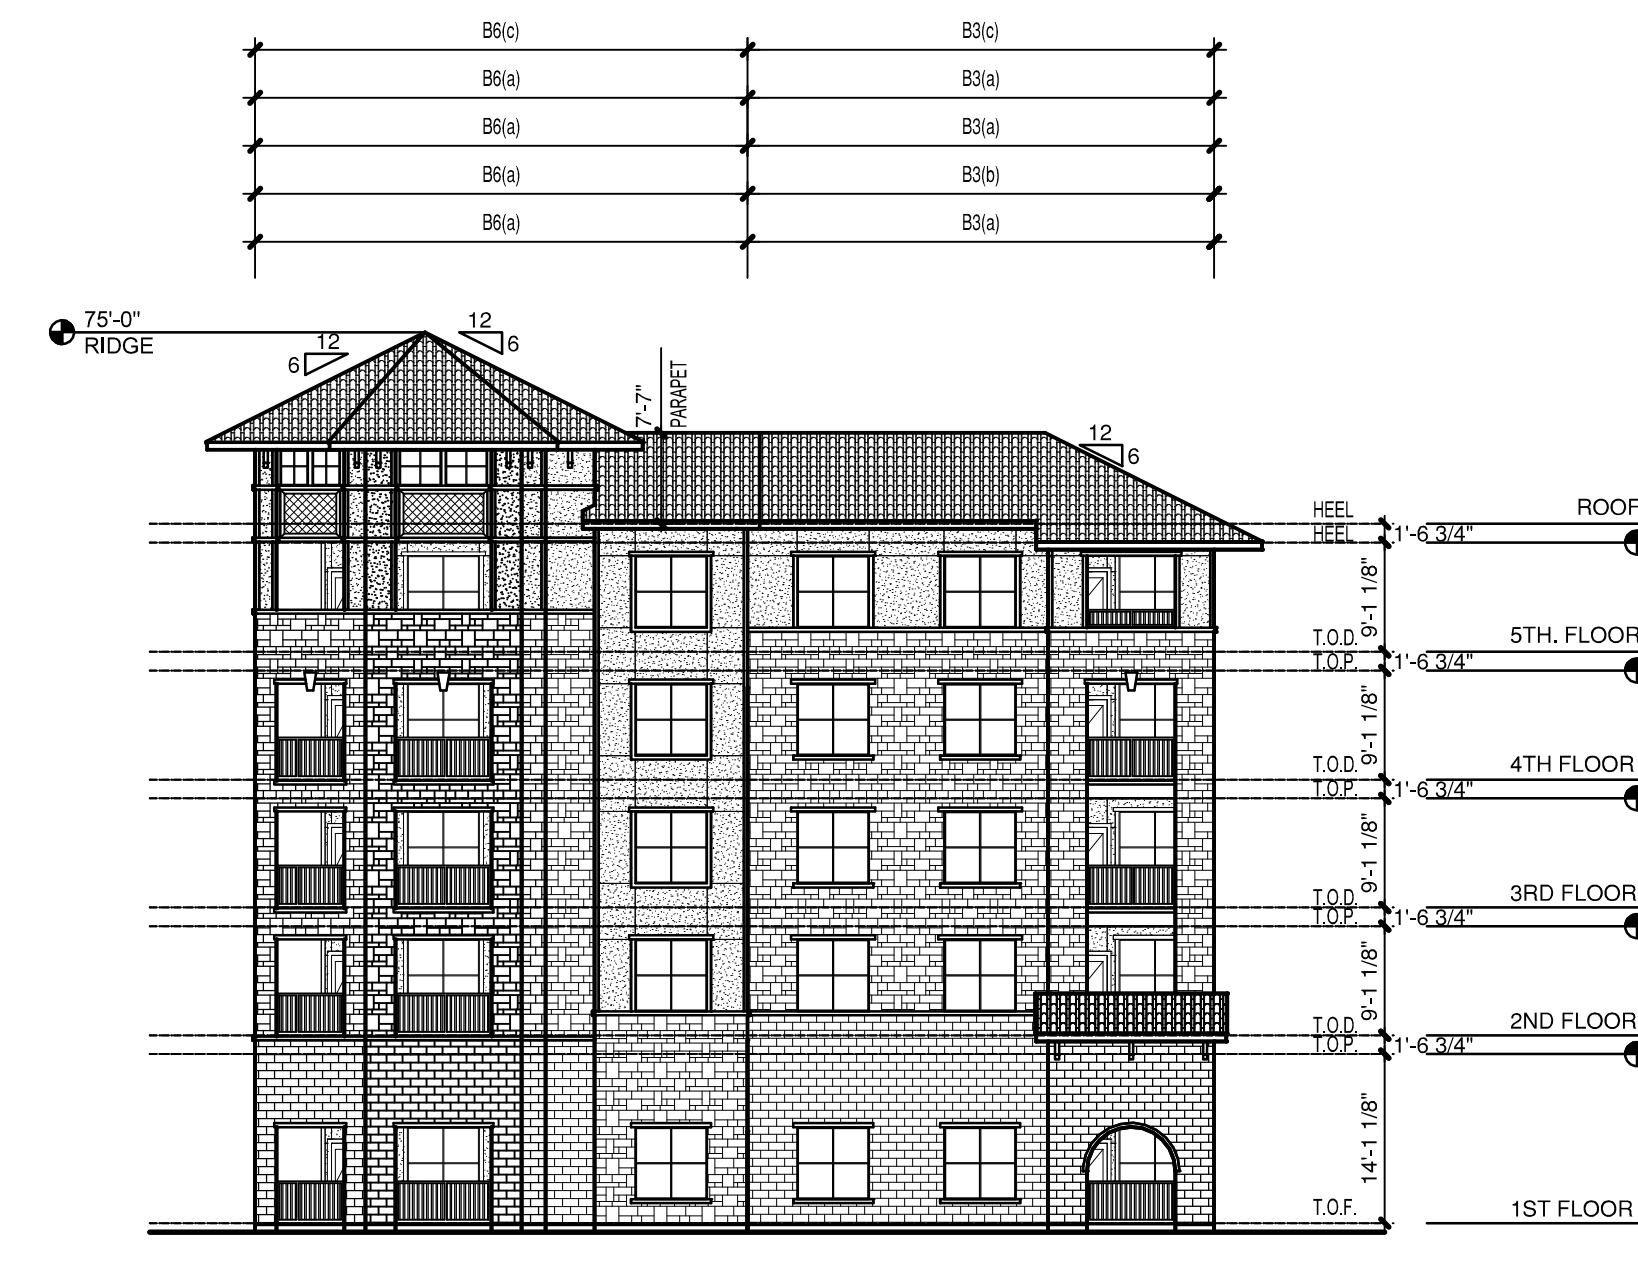 B6(c) B3(c)
B6(a) B3(a)
B6(a) B3(a)
B6(a) B3(b)
B6(a) B3(a)
75'-0"
RIDGE
12
6
12
6
7'-7"
PARAPET
12
6
HEEL ROOF
HEEL 1'-6 3/4"
9'-1 1/8"
T.O.D. 5TH. FLOOR
T.O.P. 1'-6 3/4"
9'-1 1/8"
T.O.D. 4TH FLOOR
T.O.P. 1'-6 3/4"
9'-1 1/8"
T.O.D. 3RD FLOOR
T.O.P. 1'-6 3/4"
9'-1 1/8"
T.O.D. 2ND FLOOR
T.O.P. 1'-6 3/4"
14'-1 1/8"
T.O.F. 1ST FLOOR